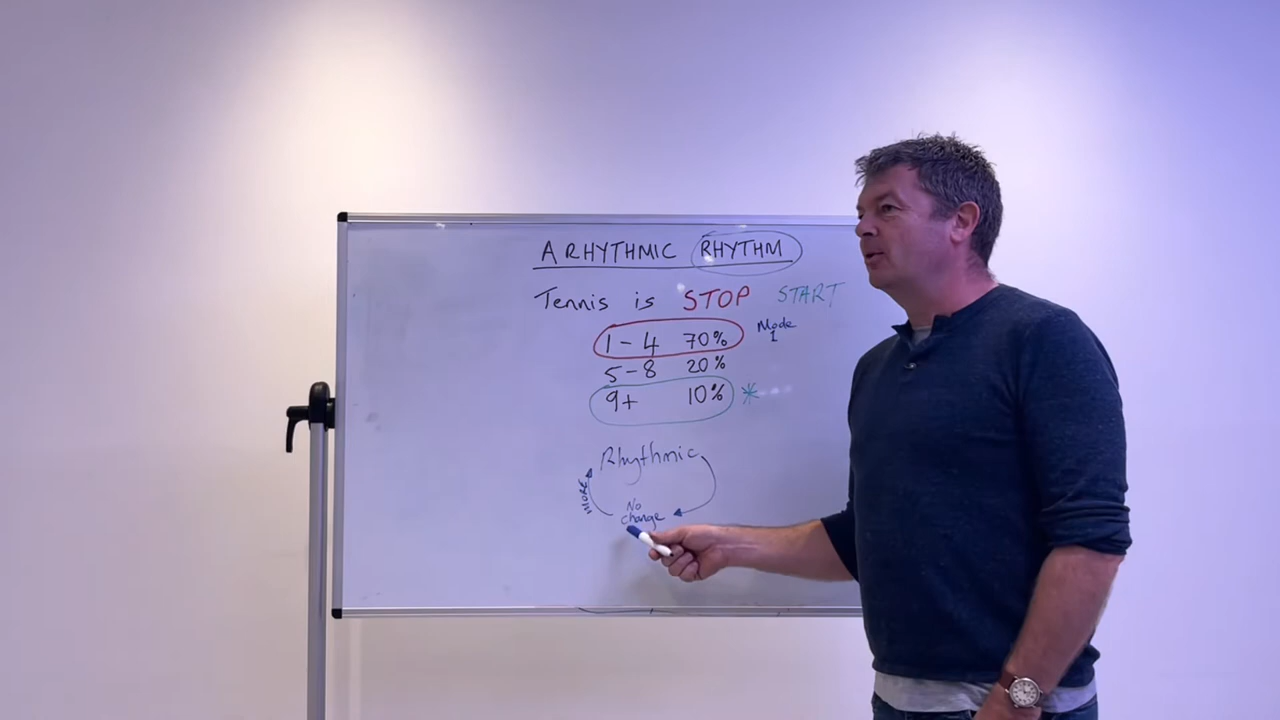 ARHYTHMIC RHYTHM
Tennis is STOP START
1 - 4 70% Mode 1
5 - 8 20%
9+ 10% *
Rhythmic
MORE
No
change